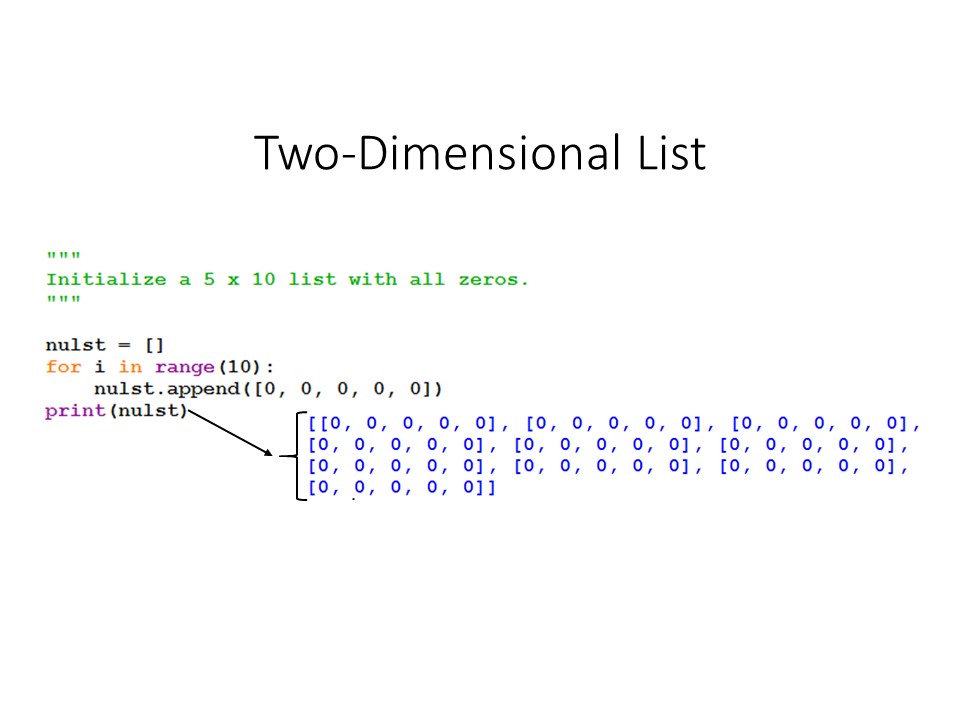 Two-Dimensional List
"""
Initialize a 5 x 10 list with all zeros.
"""
nulst = []
for i in range(10):
    nulst.append([0, 0, 0, 0, 0])
print(nulst)
[[0, 0, 0, 0, 0], [0, 0, 0, 0, 0], [0, 0, 0, 0, 0],
[0, 0, 0, 0, 0], [0, 0, 0, 0, 0], [0, 0, 0, 0, 0],
[0, 0, 0, 0, 0], [0, 0, 0, 0, 0], [0, 0, 0, 0, 0],
[0, 0, 0, 0, 0]]